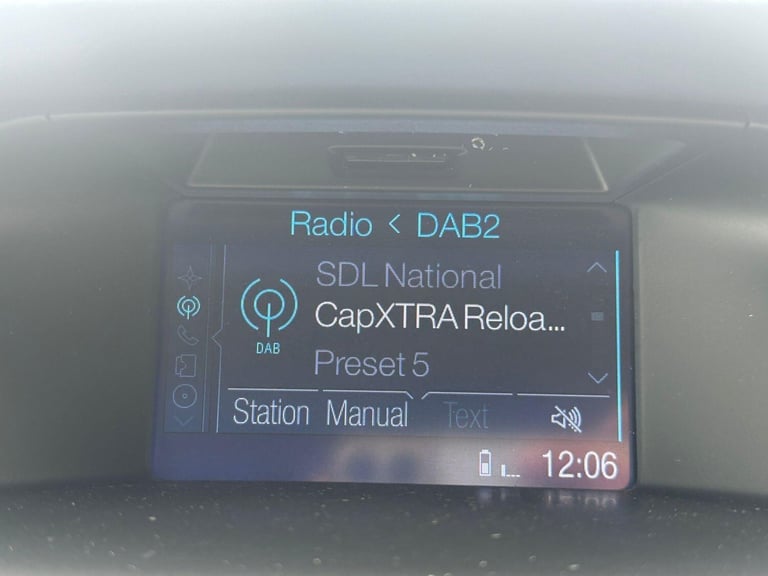 Radio < DAB2
SDL National
CapXTRA Reloa...
DAB
Preset 5
Station Manual Text
12:06